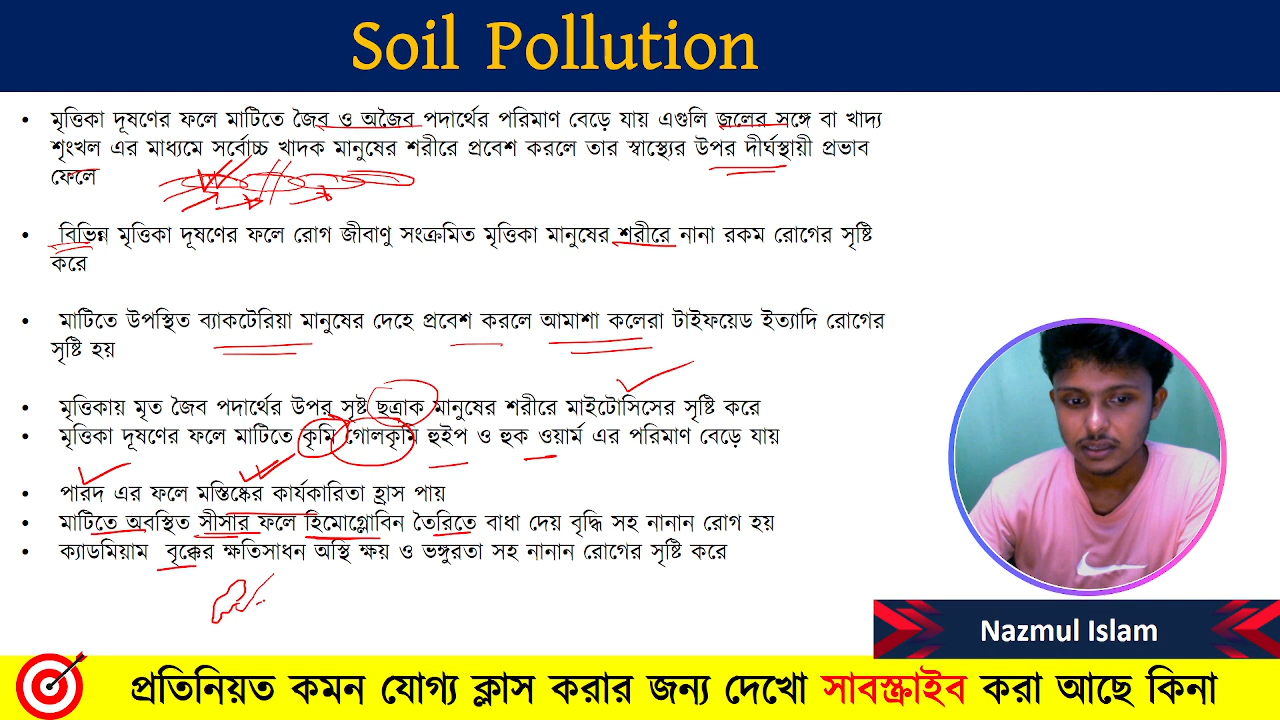 Soil Pollution
• মৃত্তিকা দূষণের ফলে মাটিতে জৈব ও অজৈব পদার্থের পরিমাণ বেড়ে যায় এগুলি জলের সঙ্গে বা খাদ্য
শৃংখল এর মাধ্যমে সর্বোচ্চ খাদক মানুষের শরীরে প্রবেশ করলে তার স্বাস্থ্যের উপর দীর্ঘস্থায়ী প্রভাব
ফেলে
• বিভিন্ন মৃত্তিকা দূষণের ফলে রোগ জীবাণু সংক্রমিত মৃত্তিকা মানুষের শরীরে নানা রকম রোগের সৃষ্টি
করে
• মাটিতে উপস্থিত ব্যাকটেরিয়া মানুষের দেহে প্রবেশ করলে আমাশা কলেরা টাইফয়েড ইত্যাদি রোগের
সৃষ্টি হয়
• মৃত্তিকায় মৃত জৈব পদার্থের উপর সৃষ্ট ছত্রাক মানুষের শরীরে মাইটোসিসের সৃষ্টি করে
• মৃত্তিকা দূষণের ফলে মাটিতে কৃমি গোলকৃমি হুইপ ও হুক ওয়ার্ম এর পরিমাণ বেড়ে যায়
• পারদ এর ফলে মস্তিষ্কের কার্যকারিতা হ্রাস পায়
• মাটিতে অবস্থিত সীসার ফলে হিমোগ্লোবিন তৈরিতে বাধা দেয় বৃদ্ধি সহ নানান রোগ হয়
• ক্যাডমিয়াম বৃক্কের ক্ষতিসাধন অস্থি ক্ষয় ও ভঙ্গুরতা সহ নানান রোগের সৃষ্টি করে
Nazmul Islam
প্রতিনিয়ত কমন যোগ্য ক্লাস করার জন্য দেখো সাবস্ক্রাইব করা আছে কিনা